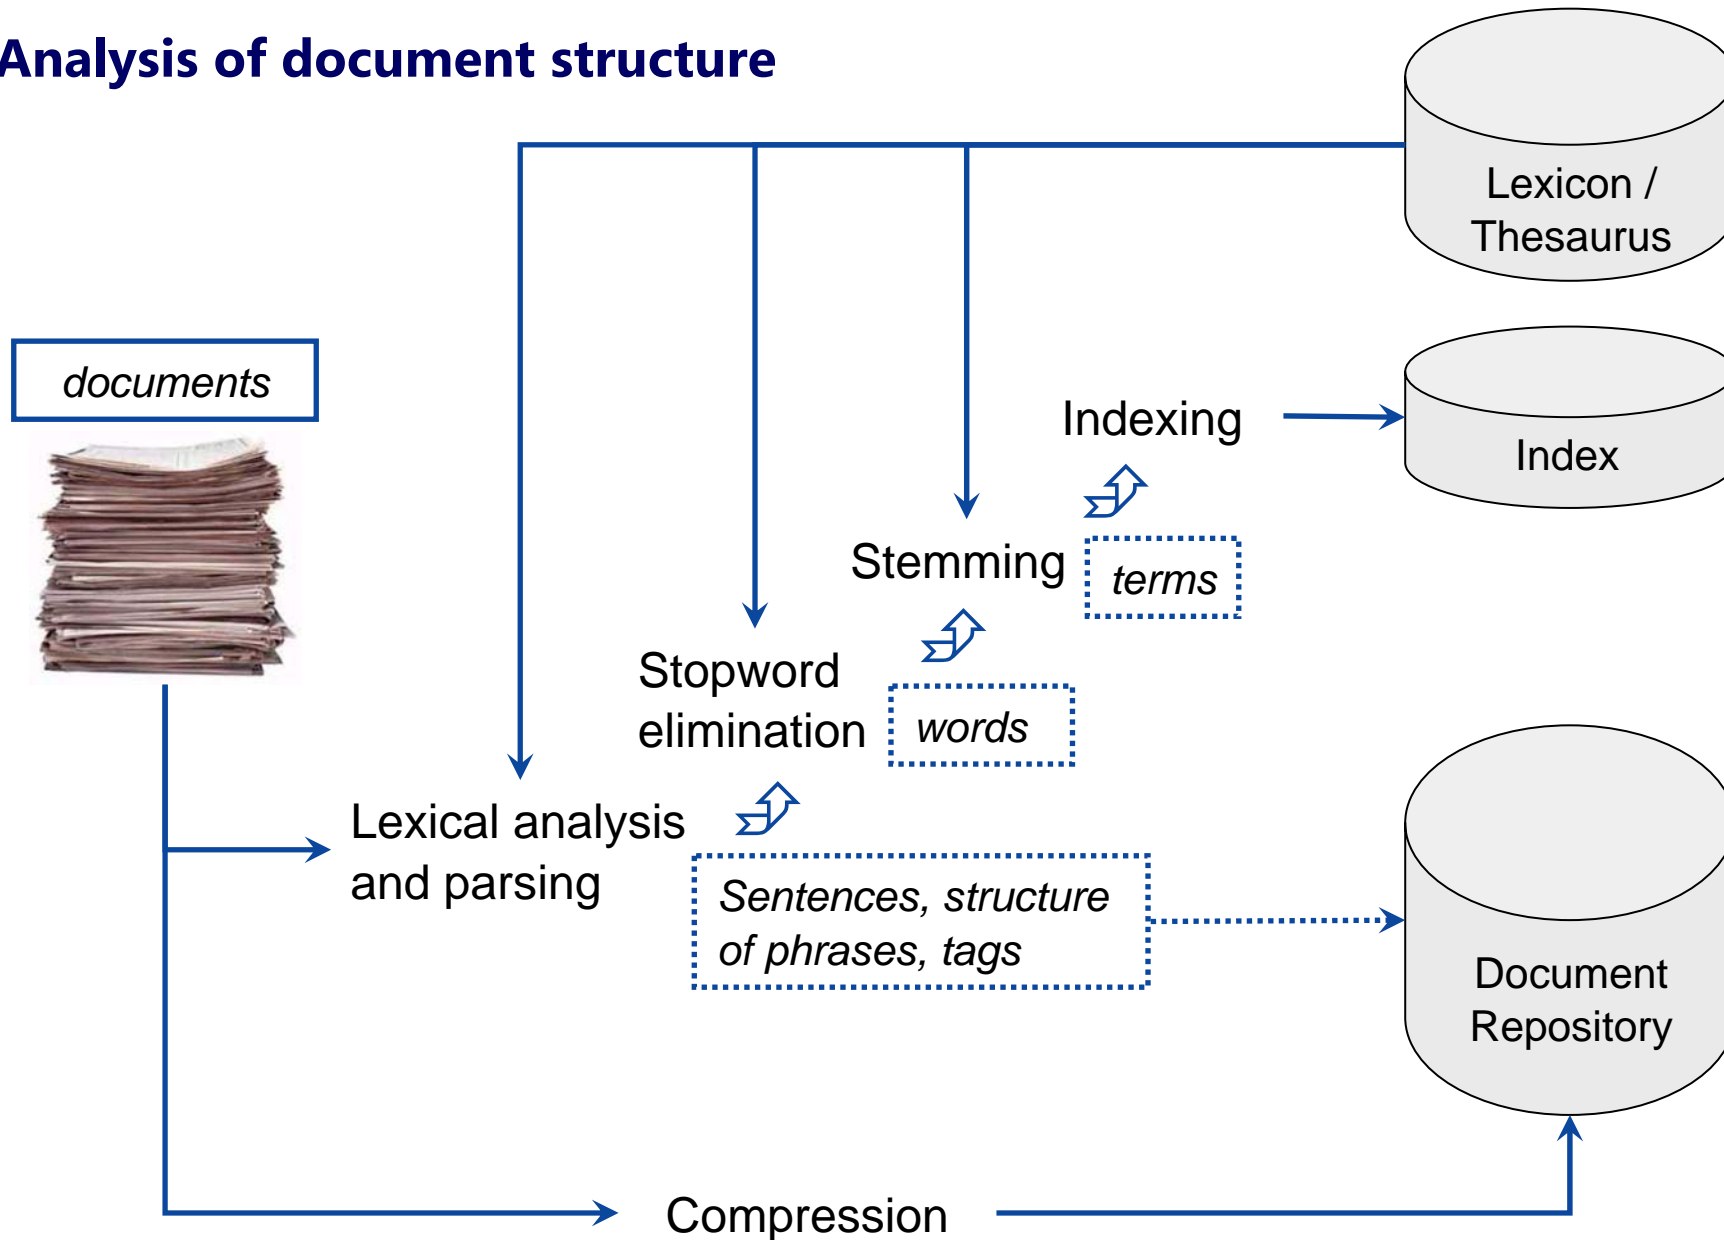 Analysis of document structure
Lexicon /
Thesaurus
documents
Indexing
Index
Stemming
terms
Stopword
elimination
words
Lexical analysis
and parsing
Sentences, structure
of phrases, tags
Document
Repository
Compression